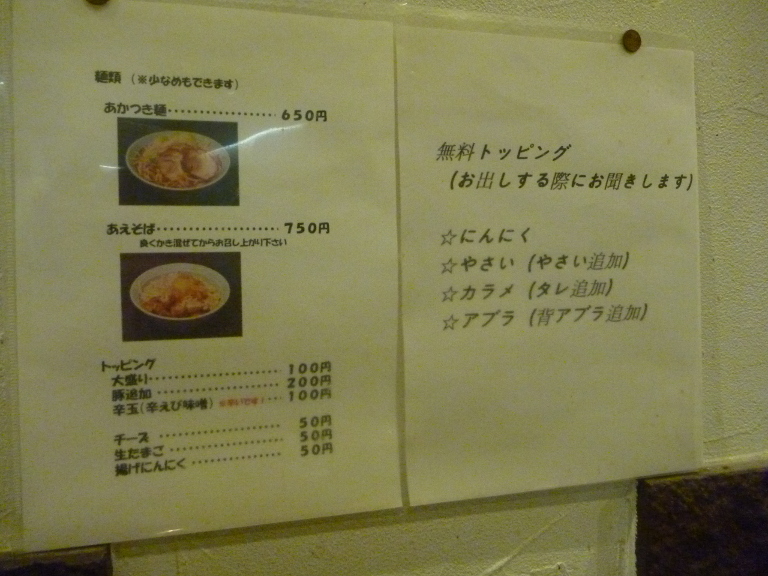 麺類 (※少なめもできます)
あかつき麺・・・・・・・・・・・・・・・・650円
あえそば・・・・・・・・・・・・・・・・・・750円
良くかき混ぜてからお召し上がり下さい
トッピング
大盛り・・・・・・・・・・・・・・・・・100円
豚追加・・・・・・・・・・・・・・・・・200円
辛玉(辛えび味噌) ※辛いです!・・・100円
チーズ・・・・・・・・・・・・・・・・・50円
生たまご・・・・・・・・・・・・・・・50円
揚げにんにく・・・・・・・・・・・・50円
無料トッピング
(お出しする際にお聞きします)
☆にんにく
☆やさい (やさい追加)
☆カラメ (タレ追加)
☆アブラ (背アブラ追加)